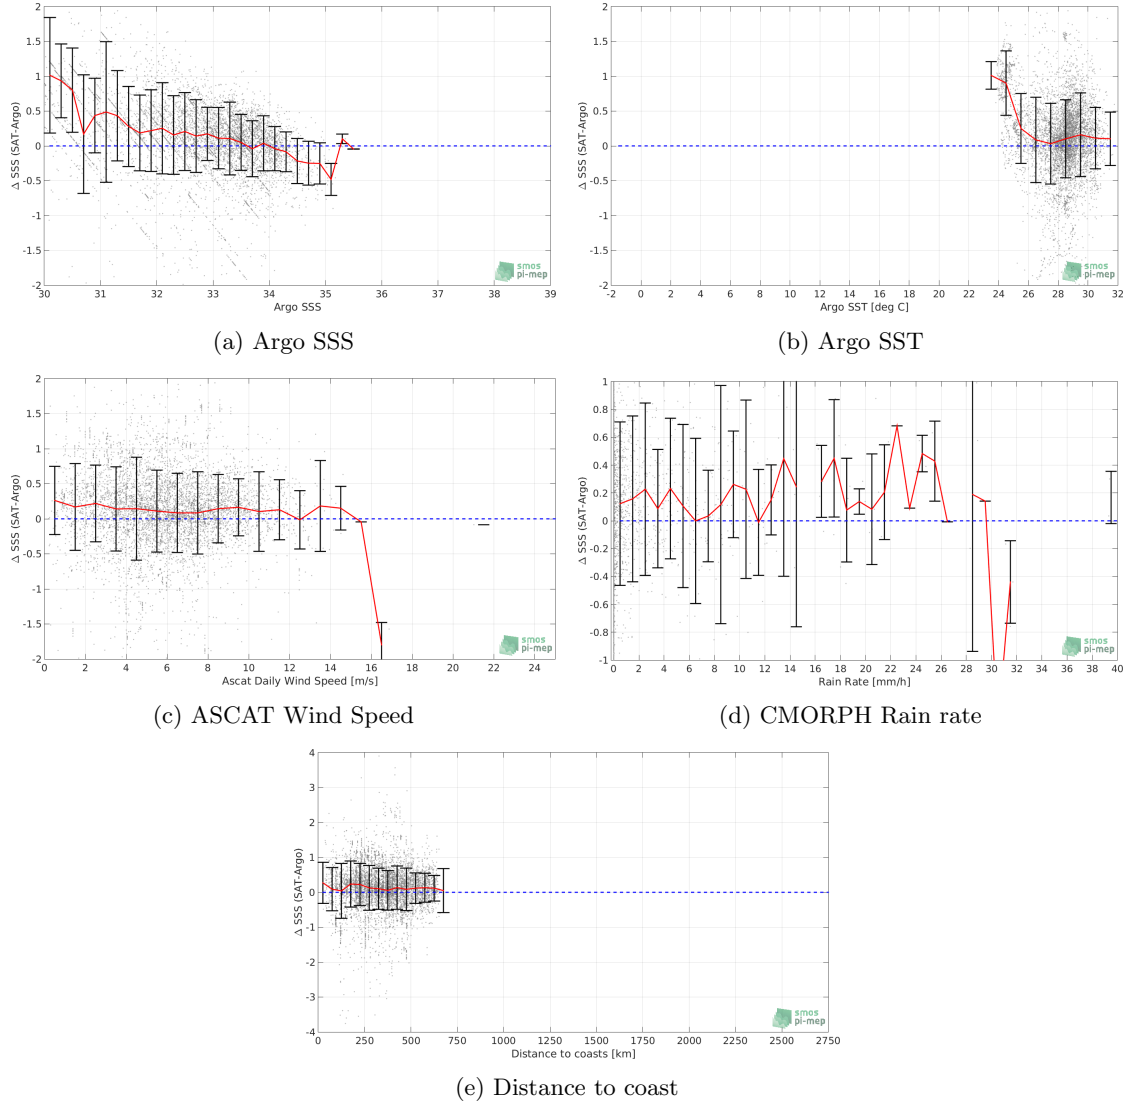 2
1.5
1
0.5
0
-0.5
-1
-1.5
-2
Δ SSS (SAT-Argo)
30 31 32 33 34 35 36 37 38 39
Argo SSS
smos
pi-mep
(a) Argo SSS
2
1.5
1
0.5
0
-0.5
-1
-1.5
-2
Δ SSS (SAT-Argo)
-2 0 2 4 6 8 10 12 14 16 18 20 22 24 26 28 30 32
Argo SST [deg C]
smos
pi-mep
(b) Argo SST
2
1.5
1
0.5
0
-0.5
-1
-1.5
-2
Δ SSS (SAT-Argo)
0 2 4 6 8 10 12 14 16 18 20 22 24
Ascat Daily Wind Speed [m/s]
smos
pi-mep
(c) ASCAT Wind Speed
1
0.8
0.6
0.4
0.2
0
-0.2
-0.4
-0.6
-0.8
-1
Δ SSS (SAT-Argo)
0 2 4 6 8 10 12 14 16 18 20 22 24 26 28 30 32 34 36 38 40
Rain Rate [mm/h]
smos
pi-mep
(d) CMORPH Rain rate
4
3
2
1
0
-1
-2
-3
-4
Δ SSS (SAT-Argo)
0 250 500 750 1000 1250 1500 1750 2000 2250 2500 2750
Distance to coasts [km]
smos
pi-mep
(e) Distance to coast